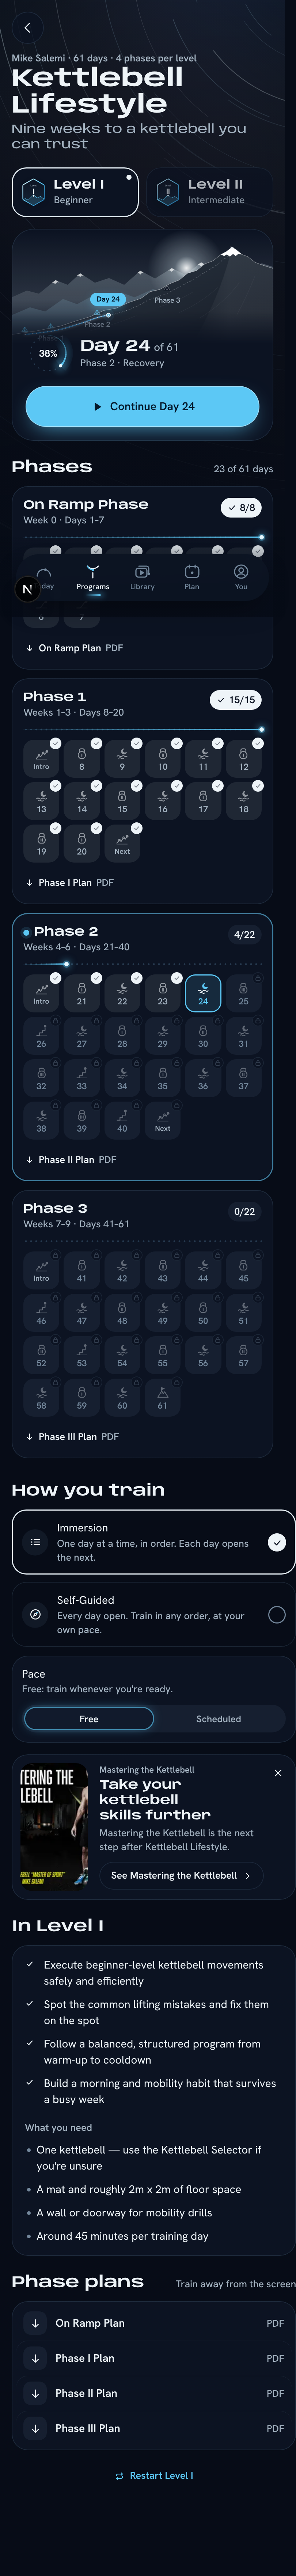 Mike Salemi · 61 days · 4 phases per level
Kettlebell
Lifestyle
Nine weeks to a kettlebell you
can trust
Level I
Beginner
Level II
Intermediate
Phase 3
Day 24
Phase 2
38%
Day 24 of 61
Phase 2 · Recovery
Continue Day 24
Phases
23 of 61 days
On Ramp Phase
8/8
Week 0 · Days 1–7
Programs
Library
Plan
You
N
6 7
On Ramp Plan PDF
Phase 1
15/15
Weeks 1–3 · Days 8–20
Intro 8 9 10 11 12
13 14 15 16 17 18
19 20 Next
Phase I Plan PDF
Phase 2
4/22
Weeks 4–6 · Days 21–40
Intro 21 22 23 24 25
26 27 28 29 30 31
32 33 34 35 36 37
38 39 40 Next
Phase II Plan PDF
Phase 3
0/22
Weeks 7–9 · Days 41–61
Intro 41 42 43 44 45
46 47 48 49 50 51
52 53 54 55 56 57
58 59 60 61
Phase III Plan PDF
How you train
Immersion
One day at a time, in order. Each day opens
the next.
Self-Guided
Every day open. Train in any order, at your
own pace.
Pace
Free: train whenever you're ready.
Free
Scheduled
TERING THE
LEBELL
Mastering the Kettlebell
Take your
kettlebell
skills further
Mastering the Kettlebell is the next
step after Kettlebell Lifestyle.
See Mastering the Kettlebell
EBELL "MASTER OF SPORT"
MIKE SALEMI
In Level I
Execute beginner-level kettlebell movements
safely and efficiently
Spot the common lifting mistakes and fix them
on the spot
Follow a balanced, structured program from
warm-up to cooldown
Build a morning and mobility habit that survives
a busy week
What you need
One kettlebell — use the Kettlebell Selector if
you're unsure
A mat and roughly 2m x 2m of floor space
A wall or doorway for mobility drills
Around 45 minutes per training day
Phase plans
Train away from the screen
On Ramp Plan PDF
Phase I Plan PDF
Phase II Plan PDF
Phase III Plan PDF
Restart Level I